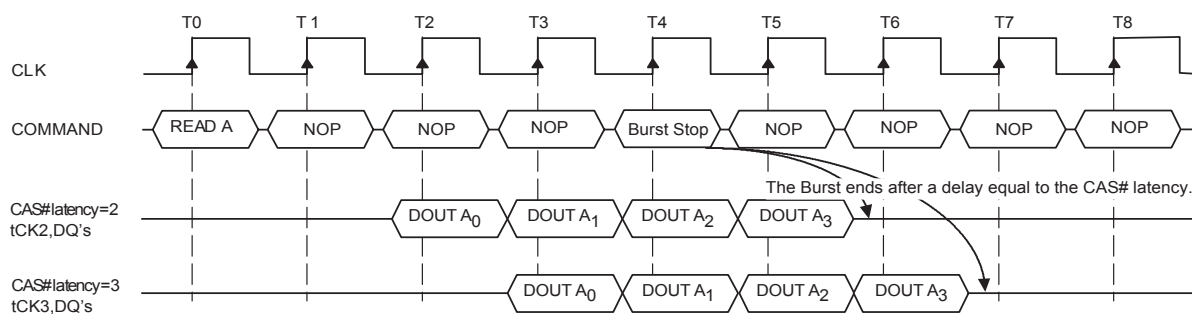 T0 T1 T2 T3 T4 T5 T6 T7 T8
CLK
COMMAND READ A NOP NOP NOP Burst Stop NOP NOP NOP NOP
The Burst ends after a delay equal to the CAS# latency.
CAS# latency=2
tCK2,DQ's DOUT A0 DOUT A1 DOUT A2 DOUT A3
CAS# latency=3
tCK3,DQ's DOUT A0 DOUT A1 DOUT A2 DOUT A3